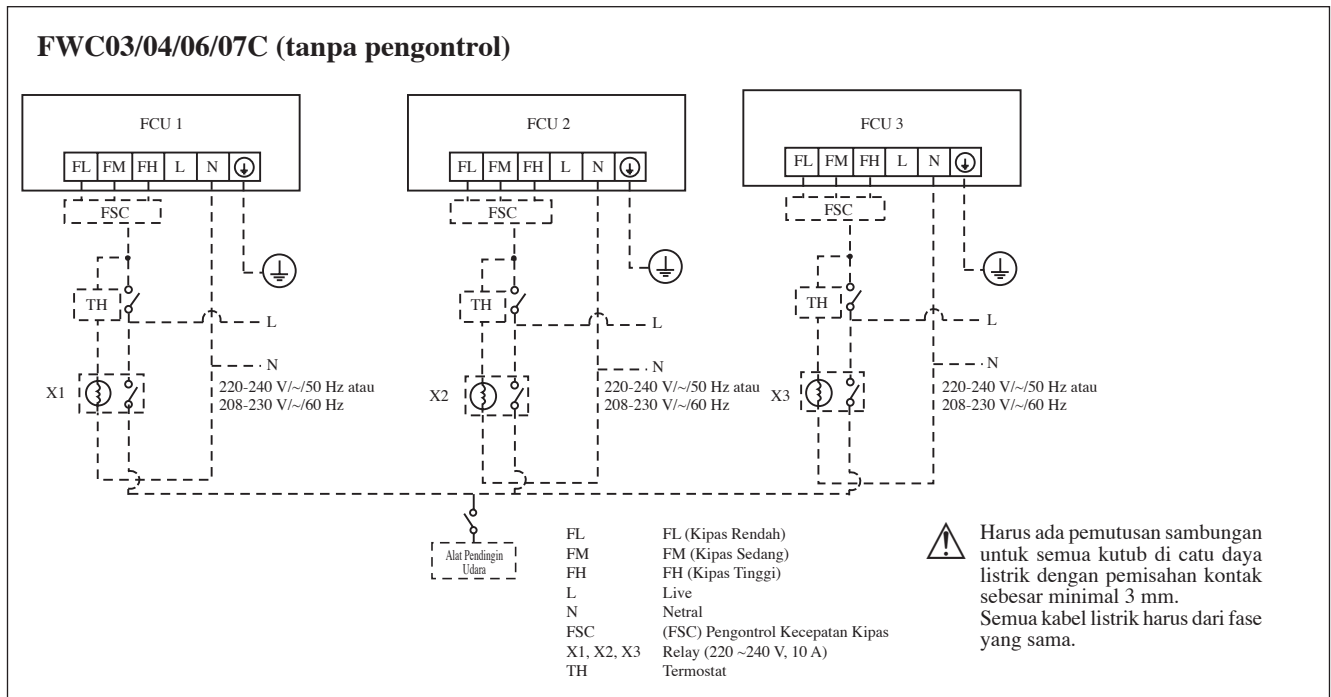 FWC03/04/06/07C (tanpa pengontrol)
FCU 1
FL FM FH L N
FSC
TH
L
N
X1
220-240 V/~/50 Hz atau
208-230 V/~/60 Hz
FCU 2
FL FM FH L N
FSC
TH
L
N
X2
220-240 V/~/50 Hz atau
208-230 V/~/60 Hz
FCU 3
FL FM FH L N
FSC
TH
L
N
X3
220-240 V/~/50 Hz atau
208-230 V/~/60 Hz
Alat Pendingin
Udara
FL FL (Kipas Rendah)
FM FM (Kipas Sedang)
FH FH (Kipas Tinggi)
L Live
N Netral
FSC (FSC) Pengontrol Kecepatan Kipas
X1, X2, X3 Relay (220 ~240 V, 10 A)
TH Termostat
Harus ada pemutusan sambungan
untuk semua kutub di catu daya
listrik dengan pemisahan kontak
sebesar minimal 3 mm.
Semua kabel listrik harus dari fase
yang sama.